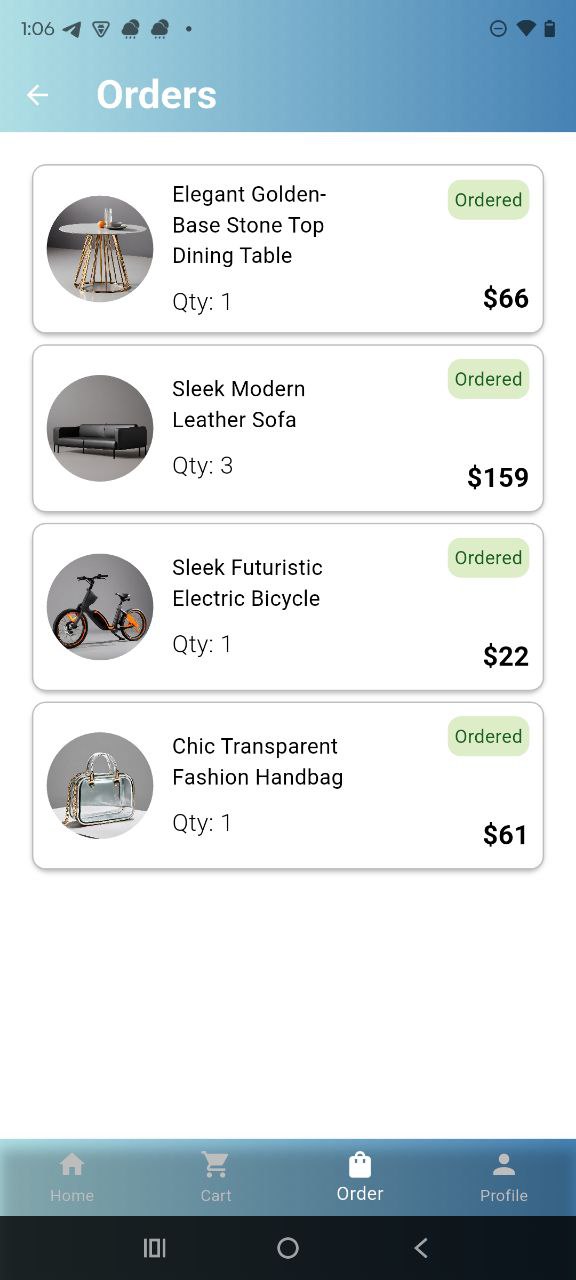 1:06
Orders
Elegant Golden-
Base Stone Top
Dining Table
Qty: 1
Ordered
$66
Sleek Modern
Leather Sofa
Qty: 3
Ordered
$159
Sleek Futuristic
Electric Bicycle
Qty: 1
Ordered
$22
Chic Transparent
Fashion Handbag
Qty: 1
Ordered
$61
Home
Cart
Order
Profile